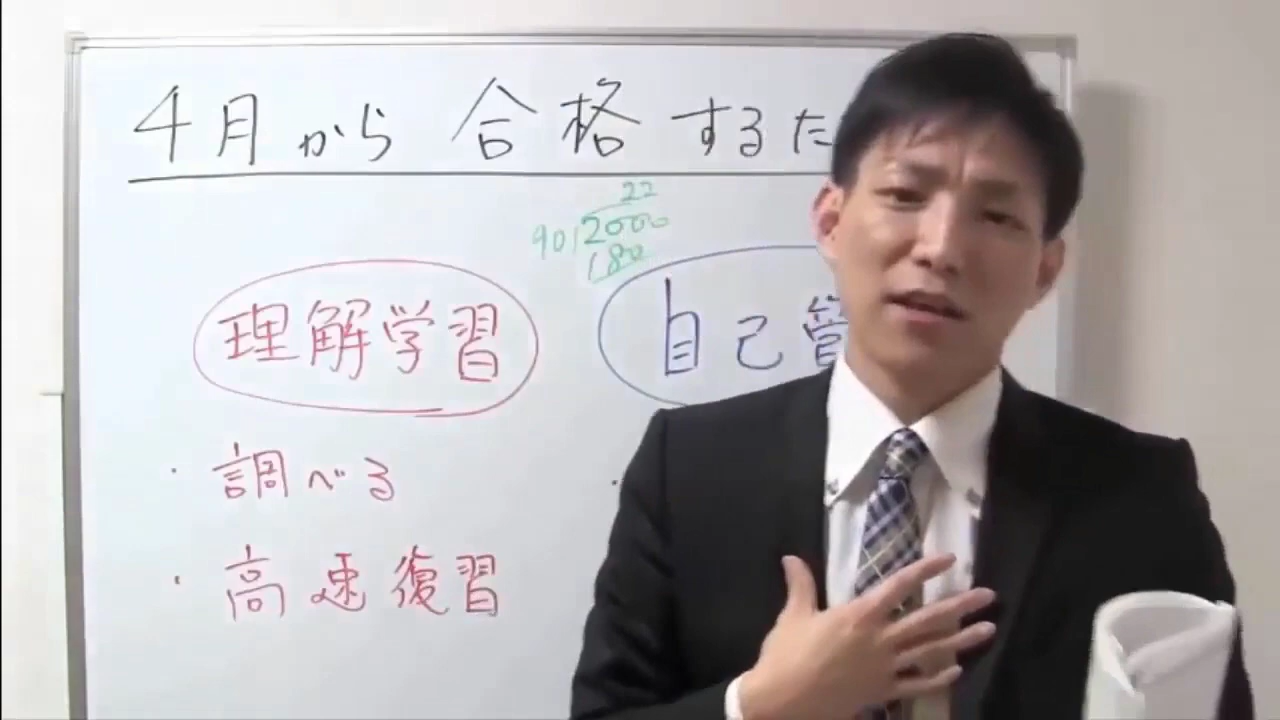 4月から合格するた
22
90)2000
180
理解学習
自己管
・調べる
・高速復習